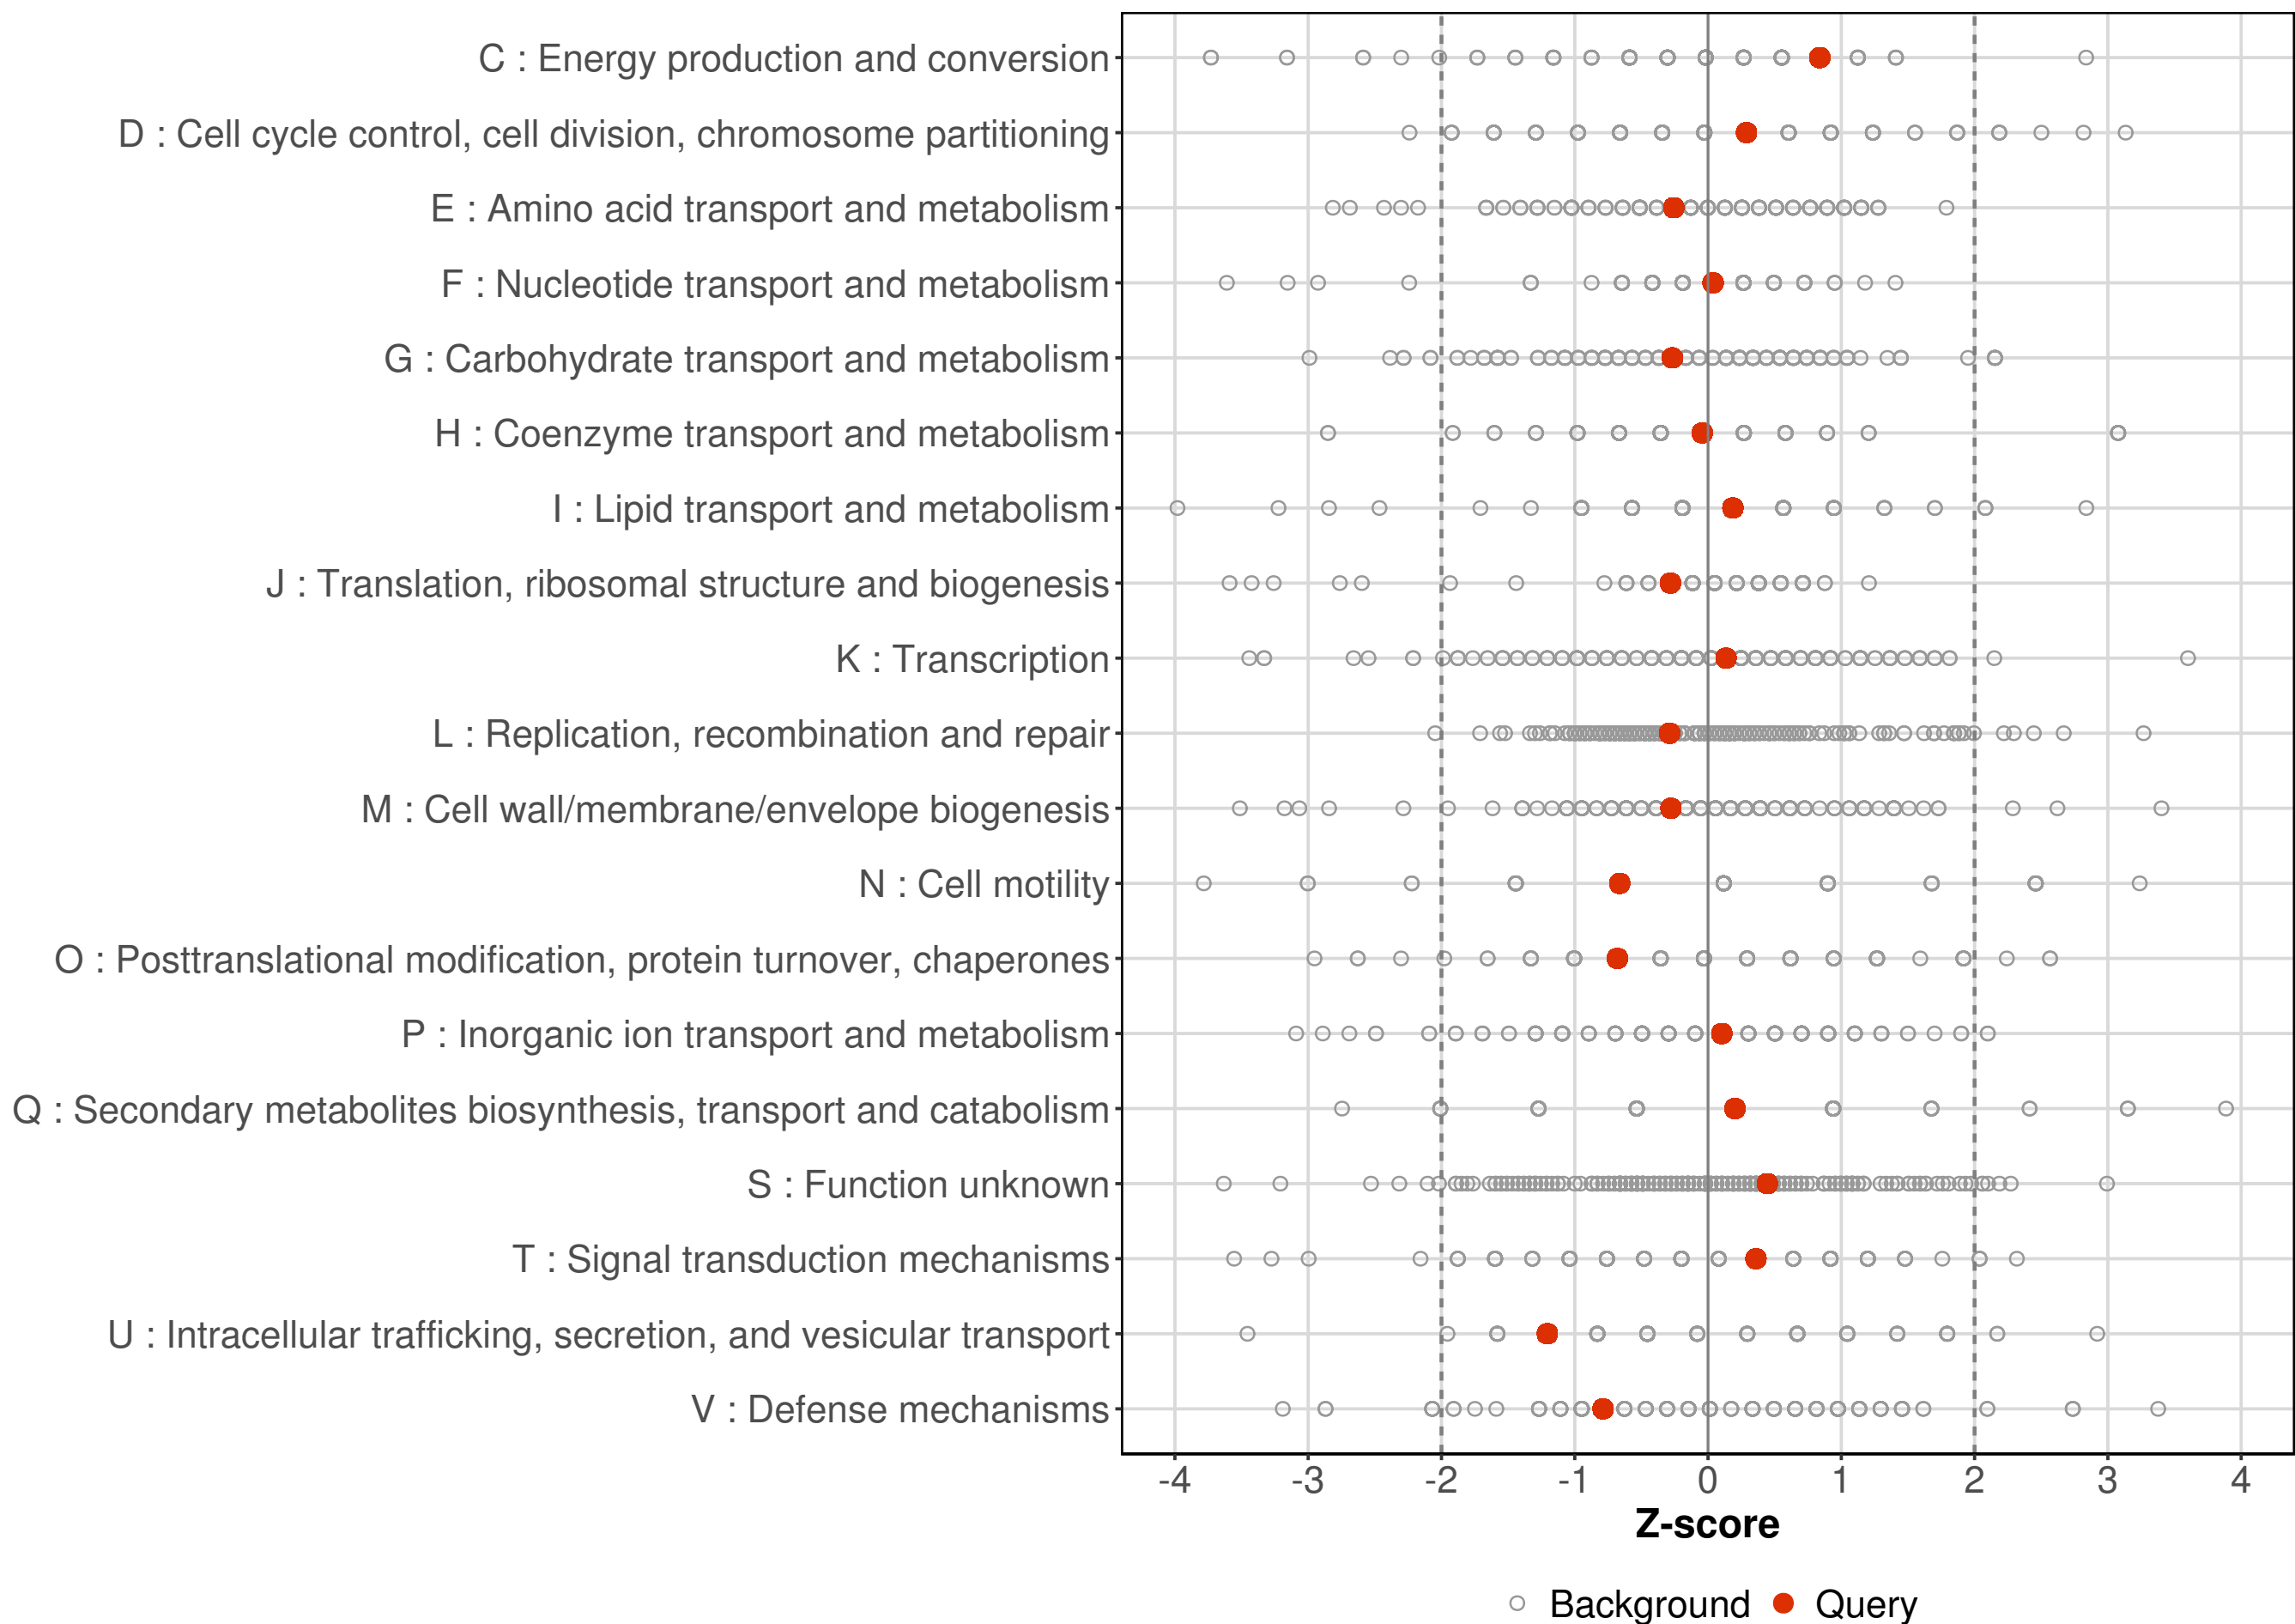 C : Energy production and conversion
D : Cell cycle control, cell division, chromosome partitioning
E : Amino acid transport and metabolism
F : Nucleotide transport and metabolism
G : Carbohydrate transport and metabolism
H : Coenzyme transport and metabolism
I : Lipid transport and metabolism
J : Translation, ribosomal structure and biogenesis
K : Transcription
L : Replication, recombination and repair
M : Cell wall/membrane/envelope biogenesis
N : Cell motility
O : Posttranslational modification, protein turnover, chaperones
P : Inorganic ion transport and metabolism
Q : Secondary metabolites biosynthesis, transport and catabolism
S : Function unknown
T : Signal transduction mechanisms
U : Intracellular trafficking, secretion, and vesicular transport
V : Defense mechanisms
-4 -3 -2 -1 0 1 2 3 4
Z-score
Background Query